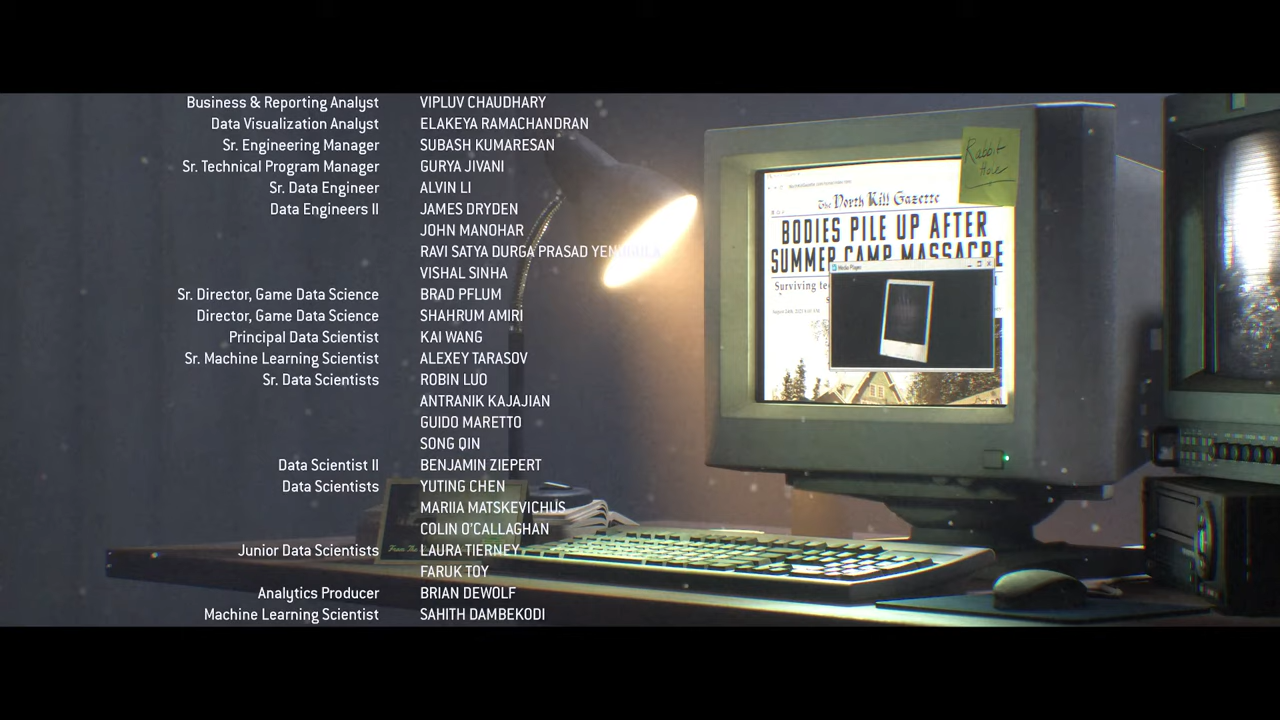 Business & Reporting Analyst VIPLUV CHAUDHARY
Data Visualization Analyst ELAKEYA RAMACHANDRAN
Sr. Engineering Manager SUBASH KUMARESAN
Sr. Technical Program Manager GURYA JIVANI
Sr. Data Engineer ALVIN LI
Data Engineers II JAMES DRYDEN
JOHN MANOHAR
RAVI SATYA DURGA PRASAD
VISHAL SINHA
Sr. Director, Game Data Science BRAD PFLUM
Director, Game Data Science SHAHRUM AMIRI
Principal Data Scientist KAI WANG
Sr. Machine Learning Scientist ALEXEY TARASOV
Sr. Data Scientists ROBIN LUO
ANTRANIK KAJAJIAN
GUIDO MARETTO
SONG QIN
Data Scientist II BENJAMIN ZIEPERT
Data Scientists YUTING CHEN
MARIIA MATSKEVICHUS
COLIN O'CALLAGHAN
Junior Data Scientists LAURA TIERNEY
FARUK TOY
Analytics Producer BRIAN DEWOLF
Machine Learning Scientist SAHITH DAMBEKODI
Rabbit
Hole
The North Kill Gazette
BODIES PILE UP AFTER
SUMMER CAMP MASSACRE
Surviving
Media Player
From The